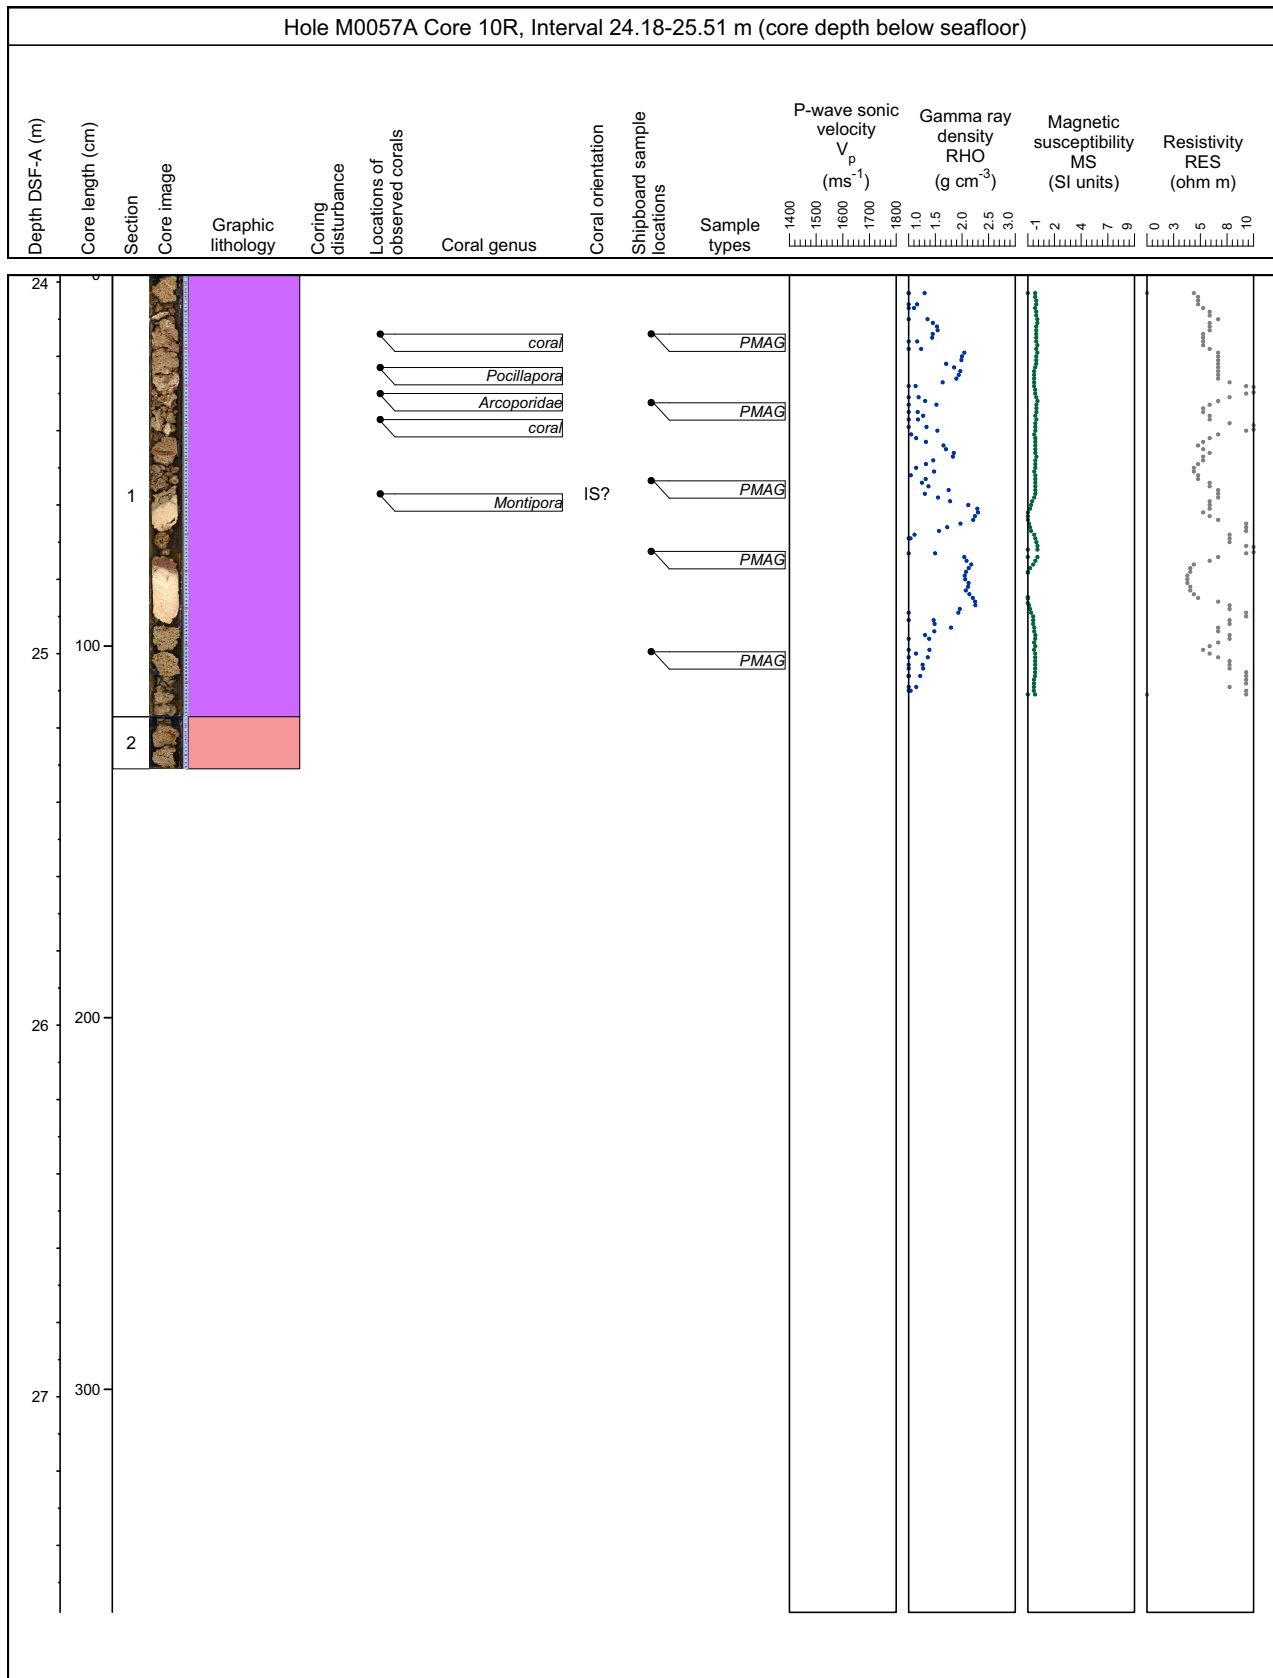 Hole M0057A Core 10R, Interval 24.18-25.51 m (core depth below seafloor)
Depth DSF-A (m)
Core length (cm)
Section
Core image
Graphic
lithology
Coring
disturbance
Locations of
observed corals
Coral genus
Coral orientation
Shipboard sample
locations
Sample
types
P-wave sonic
velocity
Vp
(ms-1)
1400
1500
1600
1700
1800
Gamma ray
density
RHO
(g cm-3)
1.0
1.5
2.0
2.5
3.0
Magnetic
susceptibility
MS
(SI units)
-1
2
4
7
9
Resistivity
RES
(ohm m)
0
3
5
8
10
24
0
coral
PMAG
Pocillapora
Arcoporidae
PMAG
coral
1
Montipora
IS?
PMAG
PMAG
25
100
PMAG
2
26
200
27
300